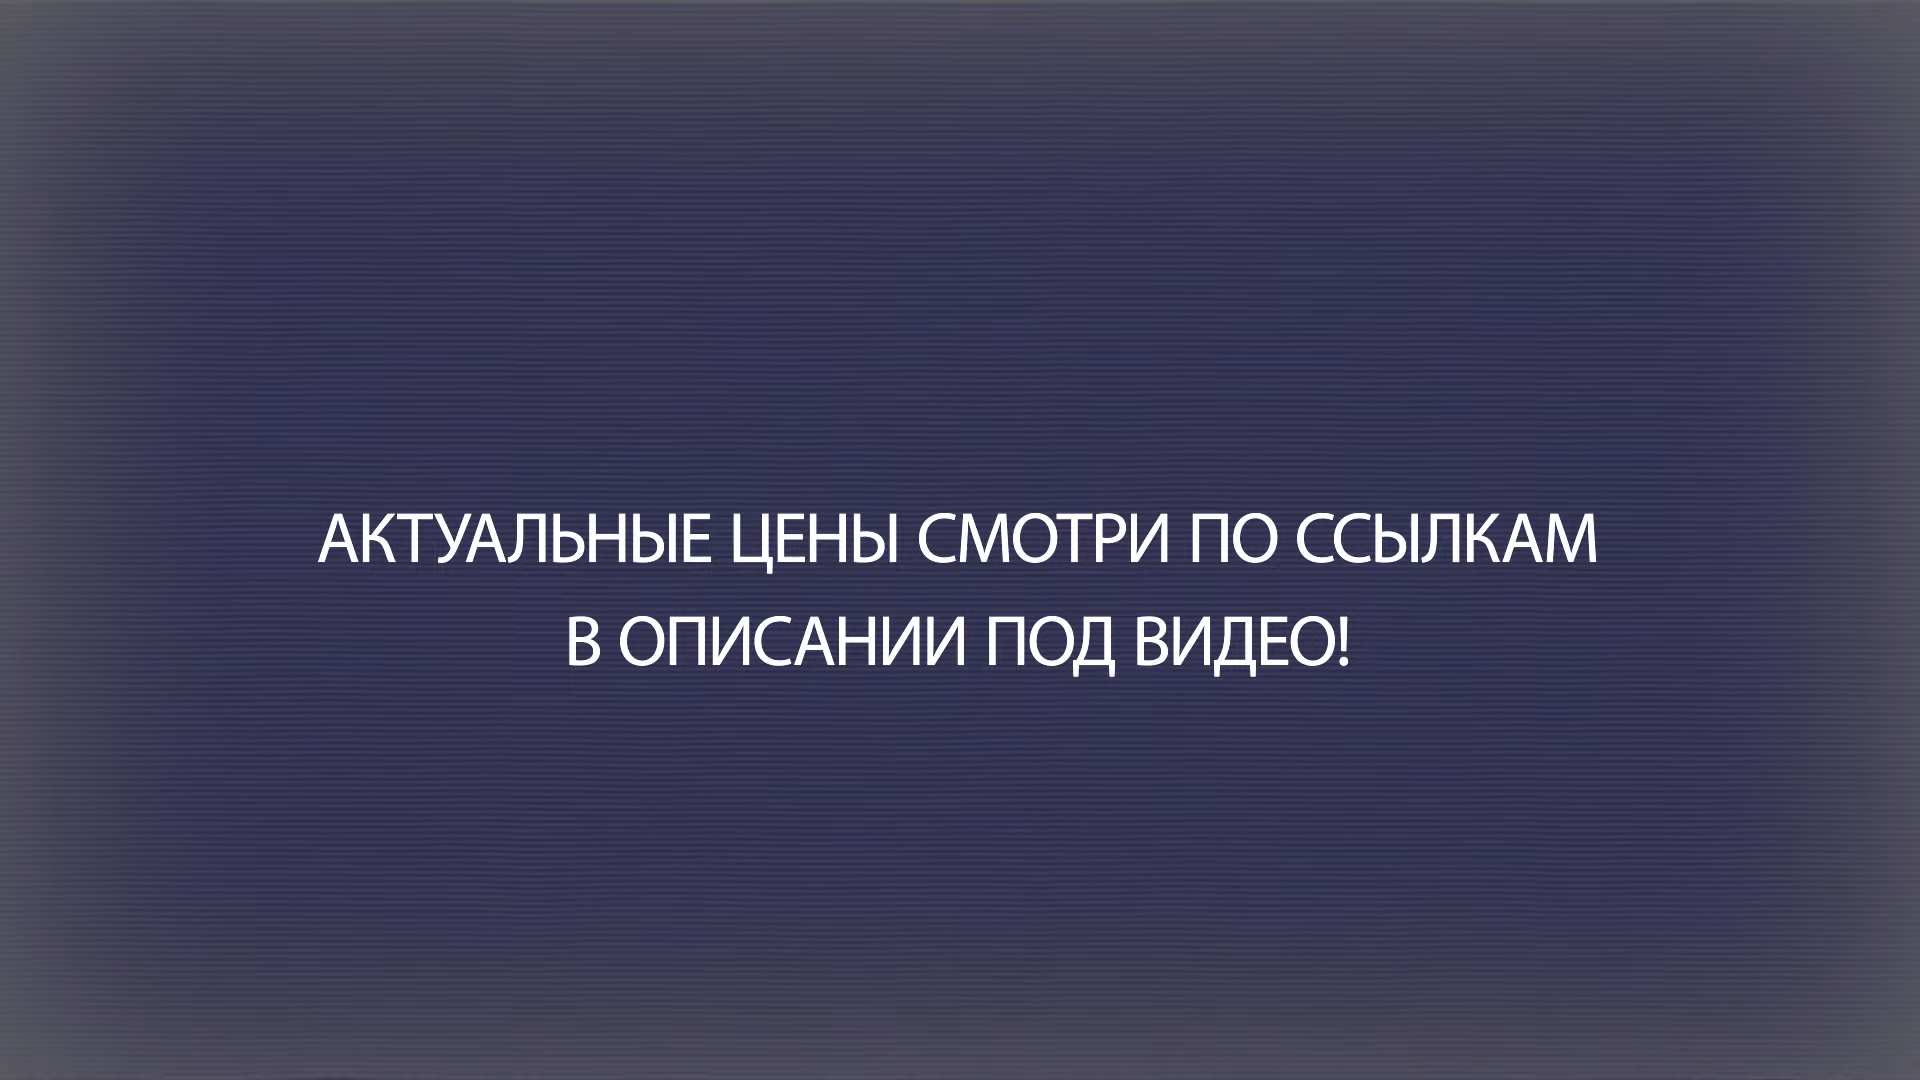 АКТУАЛЬНЫЕ ЦЕНЫ СМОТРИ ПО ССЫЛКАМ
В ОПИСАНИИ ПОД ВИДЕО!